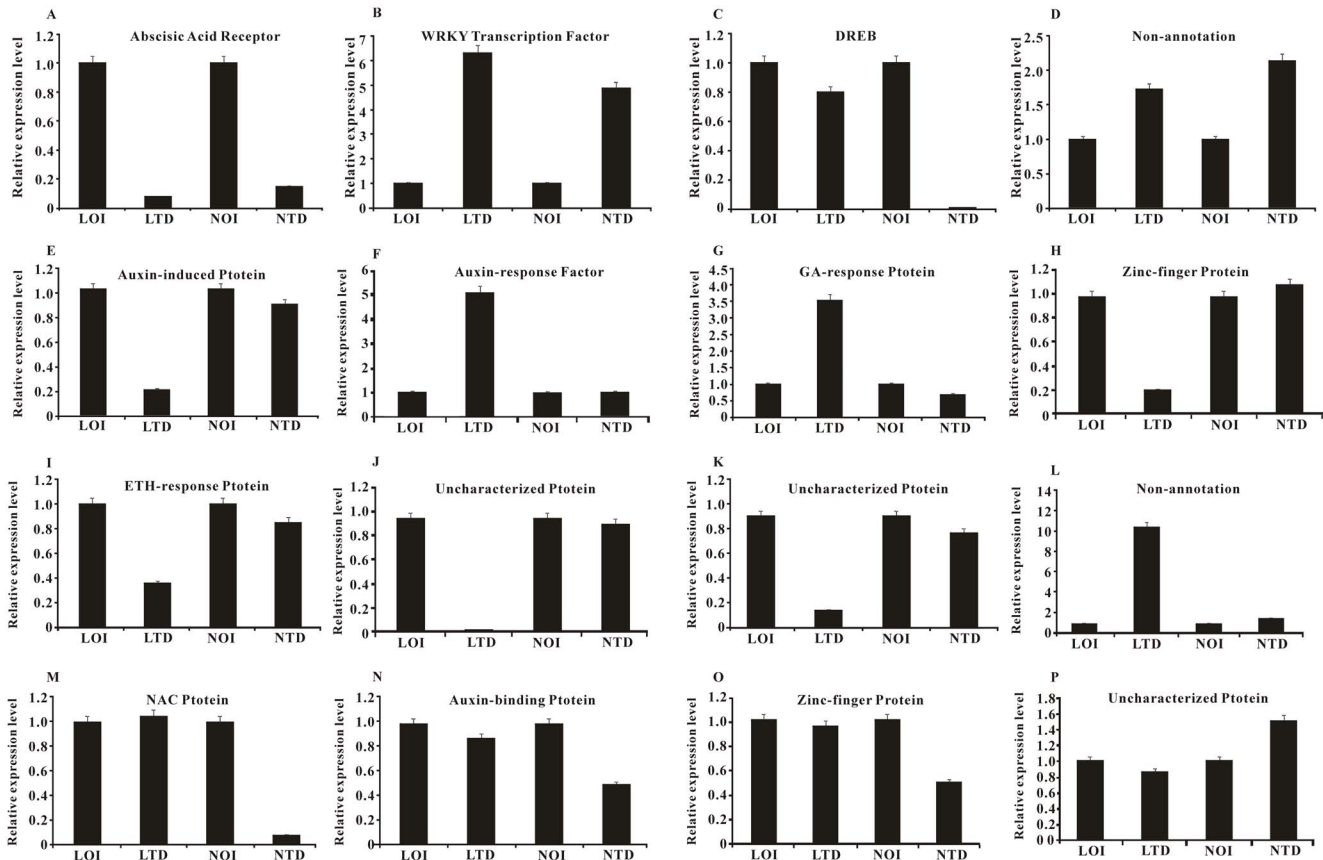 A
Abscisic Acid Receptor
Relative expression level
1.2
1.0
0.8
0.6
0.4
0.2
0
LOI LTD NOI NTD
B
WRKY Transcription Factor
Relative expression level
7
6
5
4
3
2
1
0
LOI LTD NOI NTD
C
DREB
Relative expression level
1.2
1.0
0.8
0.6
0.4
0.2
0
LOI LTD NOI NTD
D
Non-annotation
Relative expression level
2.5
2.0
1.5
1.0
0.5
0
LOI LTD NOI NTD
E
Auxin-induced Ptotein
Relative expression level
1.2
1.0
0.8
0.6
0.4
0.2
0
LOI LTD NOI NTD
F
Auxin-response Factor
Relative expression level
6
5
4
3
2
1
0
LOI LTD NOI NTD
G
GA-response Ptotein
Relative expression level
4.5
4.0
3.5
3.0
2.5
2.0
1.5
1.0
0.5
0
LOI LTD NOI NTD
H
Zinc-finger Protein
Relative expression level
1.2
1.0
0.8
0.6
0.4
0.2
0
LOI LTD NOI NTD
I
ETH-response Ptotein
Relative expression level
1.2
1.0
0.8
0.6
0.4
0.2
0
LOI LTD NOI NTD
J
Uncharacterized Ptotein
Relative expression level
1.2
1.0
0.8
0.6
0.4
0.2
0
LOI LTD NOI NTD
K
Uncharacterized Ptotein
Relative expression level
1.2
1.0
0.8
0.6
0.4
0.2
0
LOI LTD NOI NTD
L
Non-annotation
Relative expression level
14
12
10
8
6
4
2
0
LOI LTD NOI NTD
M
NAC Ptotein
Relative expression level
1.2
1.0
0.8
0.6
0.4
0.2
0
LOI LTD NOI NTD
N
Auxin-binding Ptotein
Relative expression level
1.2
1.0
0.8
0.6
0.4
0.2
0
LOI LTD NOI NTD
O
Zinc-finger Protein
Relative expression level
1.2
1.0
0.8
0.6
0.4
0.2
0
LOI LTD NOI NTD
P
Uncharacterized Ptotein
Relative expression level
1.8
1.6
1.4
1.2
1.0
0.8
0.6
0.4
0.2
0.0
LOI LTD NOI NTD